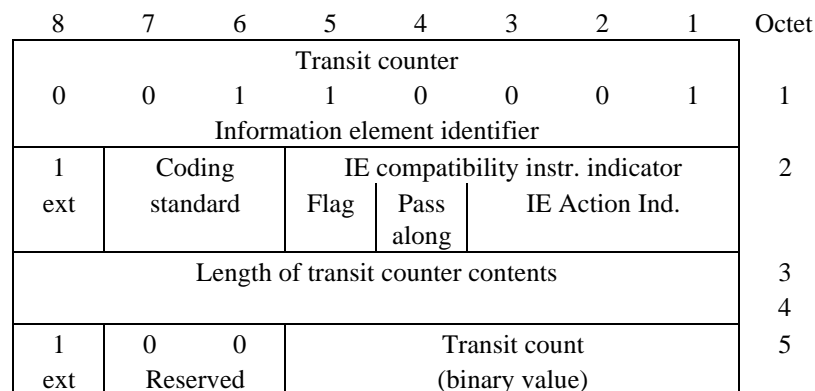 8 7 6 5 4 3 2 1 Octet
Transit counter
0 0 1 1 0 0 0 1 1
Information element identifier
1 Coding IE compatibility instr. indicator 2
ext standard Flag Pass IE Action Ind.
along
Length of transit counter contents 3
4
1 0 0 Transit count 5
ext Reserved (binary value)